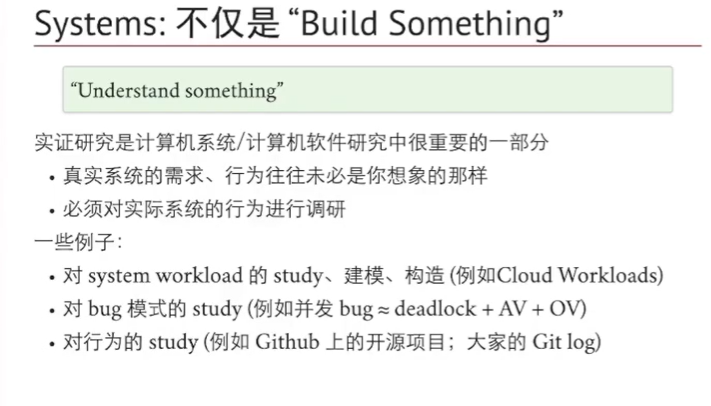 Systems: 不仅是 “Build Something”
“Understand something”
实证研究是计算机系统/计算机软件研究中很重要的一部分
• 真实系统的需求、行为往往未必是你想象的那样
• 必须对实际系统的行为进行调研
一些例子：
• 对 system workload 的 study、建模、构造 (例如Cloud Workloads)
• 对 bug 模式的 study (例如并发 bug ≈ deadlock + AV + OV)
• 对行为的 study (例如 Github 上的开源项目；大家的 Git log)